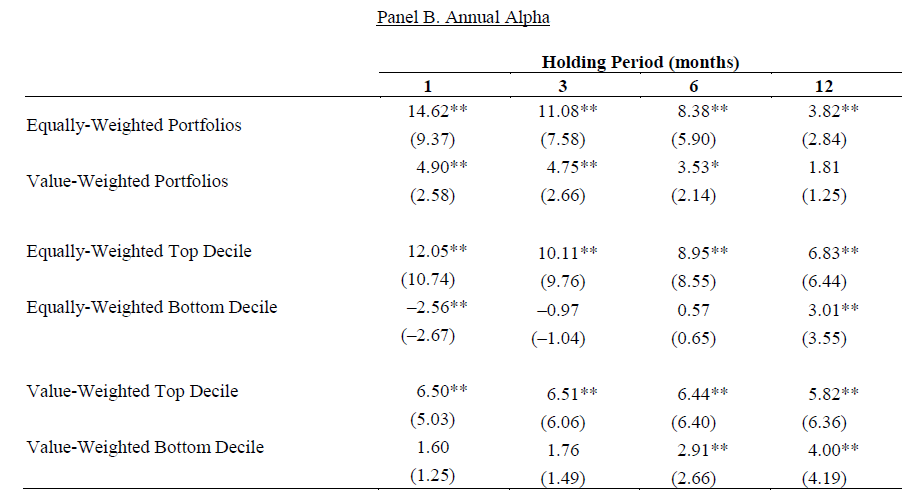 Panel B. Annual Alpha
Holding Period (months)
1 3 6 12
Equally-Weighted Portfolios 14.62** 11.08** 8.38** 3.82**
(9.37) (7.58) (5.90) (2.84)
Value-Weighted Portfolios 4.90** 4.75** 3.53* 1.81
(2.58) (2.66) (2.14) (1.25)
Equally-Weighted Top Decile 12.05** 10.11** 8.95** 6.83**
(10.74) (9.76) (8.55) (6.44)
Equally-Weighted Bottom Decile –2.56** –0.97 0.57 3.01**
(–2.67) (–1.04) (0.65) (3.55)
Value-Weighted Top Decile 6.50** 6.51** 6.44** 5.82**
(5.03) (6.06) (6.40) (6.36)
Value-Weighted Bottom Decile 1.60 1.76 2.91** 4.00**
(1.25) (1.49) (2.66) (4.19)